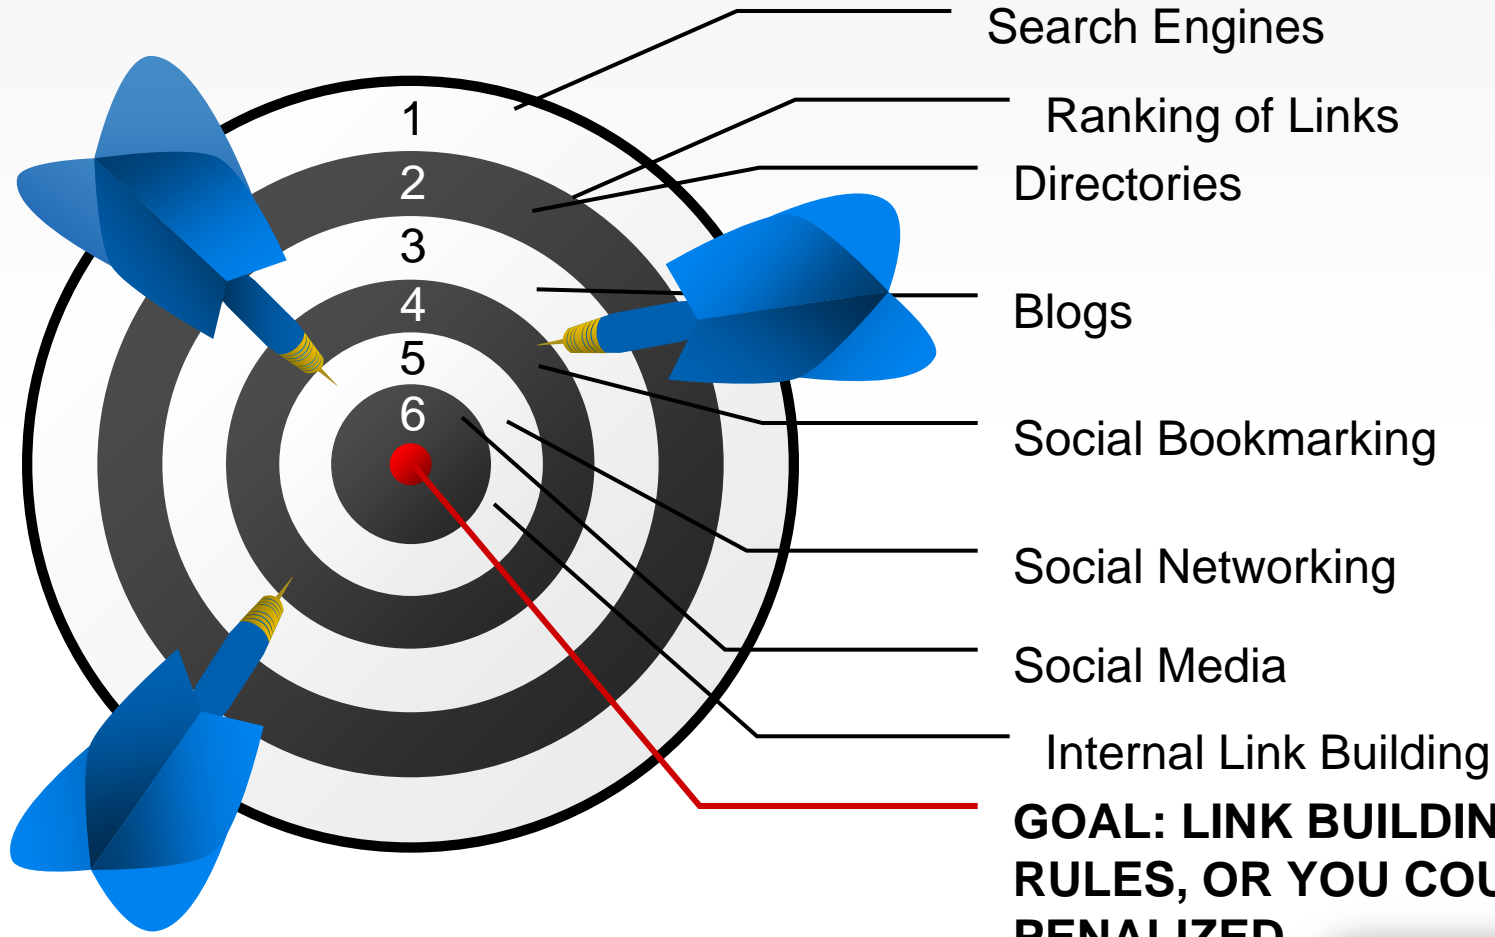 Search Engines
1
Ranking of Links
2
Directories
3
4
Blogs
5
6
Social Bookmarking
Social Networking
Social Media
Internal Link Building
GOAL: LINK BUILDIN
RULES, OR YOU COU
PENALIZED